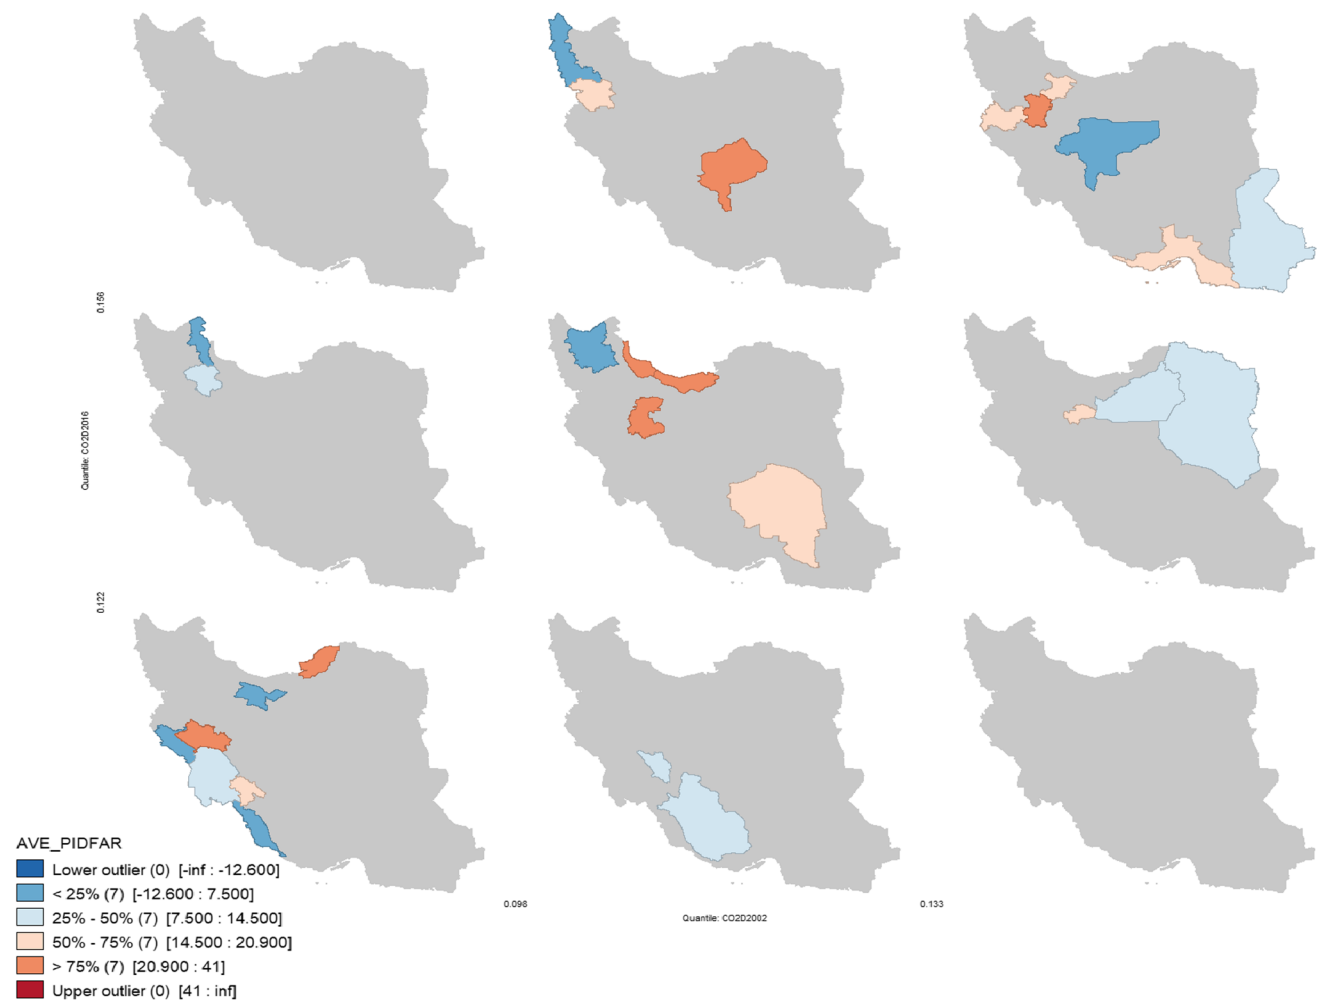 0.156
Quantile: CO2D2016
0.122
0.096
Quantile: CO2D2002
0.133
AVE_PIDFAR
Lower outlier (0) [-inf : -12.600]
< 25% (7) [-12.600 : 7.500]
25% - 50% (7) [7.500 : 14.500]
50% - 75% (7) [14.500 : 20.900]
> 75% (7) [20.900 : 41]
Upper outlier (0) [41 : inf]